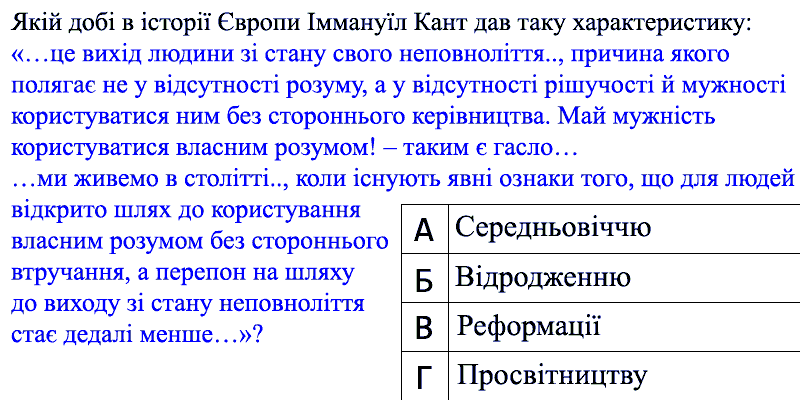 Якій добі в історії Європи Іммануїл Кант дав таку характеристику:
«…це вихід людини зі стану свого неповноліття.., причина якого
полягає не у відсутності розуму, а у відсутності рішучості й мужності
користуватися ним без стороннього керівництва. Май мужність
користуватися власним розумом! – таким є гасло…
…ми живемо в столітті.., коли існують явні ознаки того, що для людей
відкрито шлях до користування
власним розумом без стороннього
втручання, а перепон на шляху
до виходу зі стану неповноліття
стає дедалі менше…»?
А Середньовіччю
Б Відродженню
В Реформації
Г Просвітництву